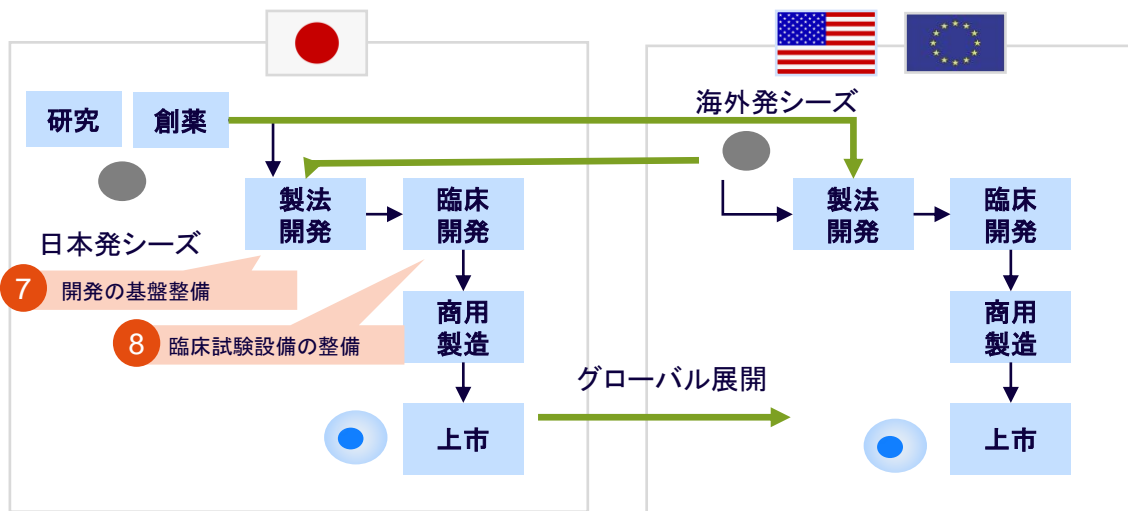 研究
創薬
海外発シーズ
製法
開発
臨床
開発
製法
開発
臨床
開発
日本発シーズ
7
開発の基盤整備
8
臨床試験設備の整備
商用
製造
商用
製造
グローバル展開
上市
上市